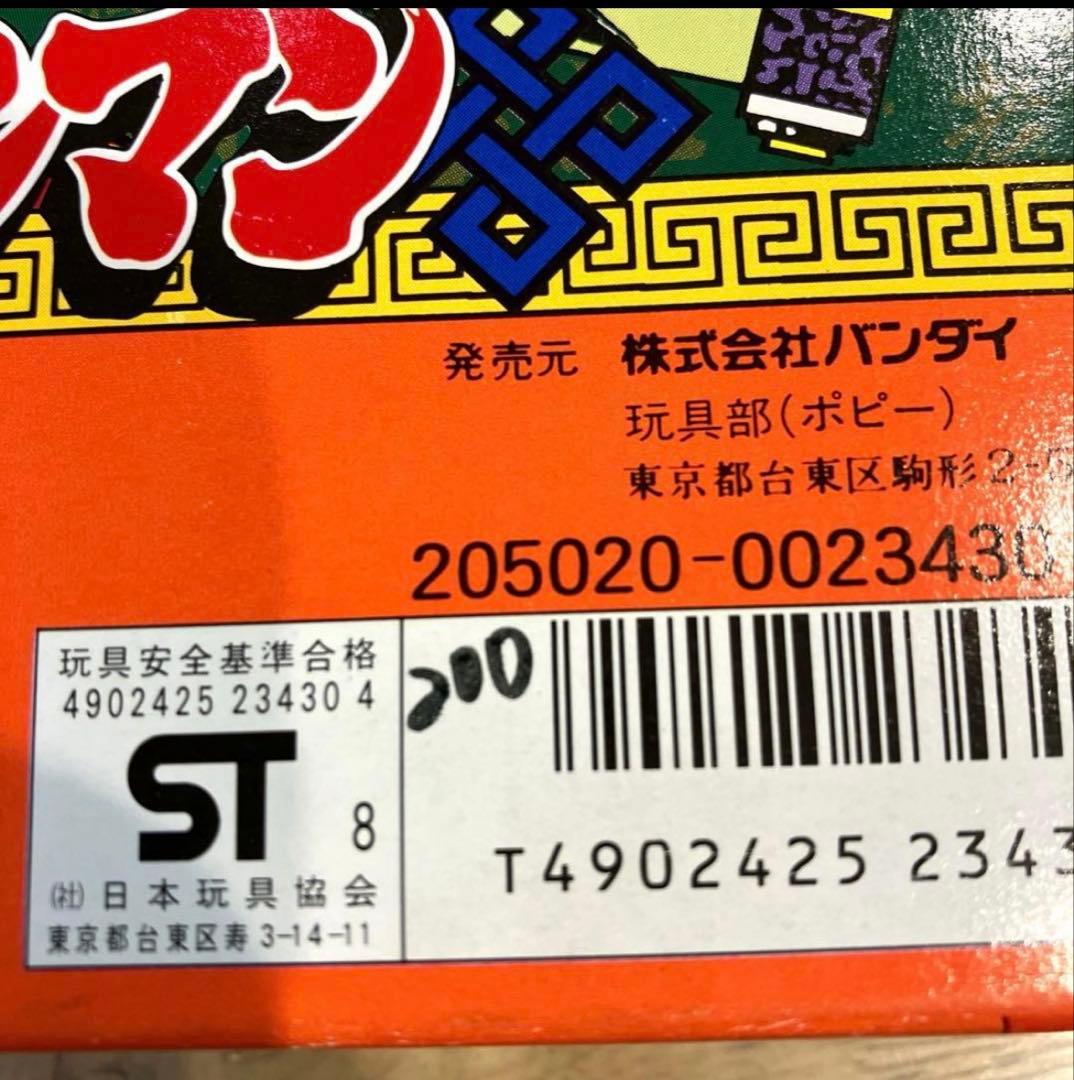 ンマン
発売元 株式会社バンダイ
玩具部(ポピー)
東京都台東区駒形2-5
205020-0023430
玩具安全基準合格
4902425 23430 4
ST 8
(社)日本玩具協会
東京都台東区寿3-14-11
200
T4902425 2343